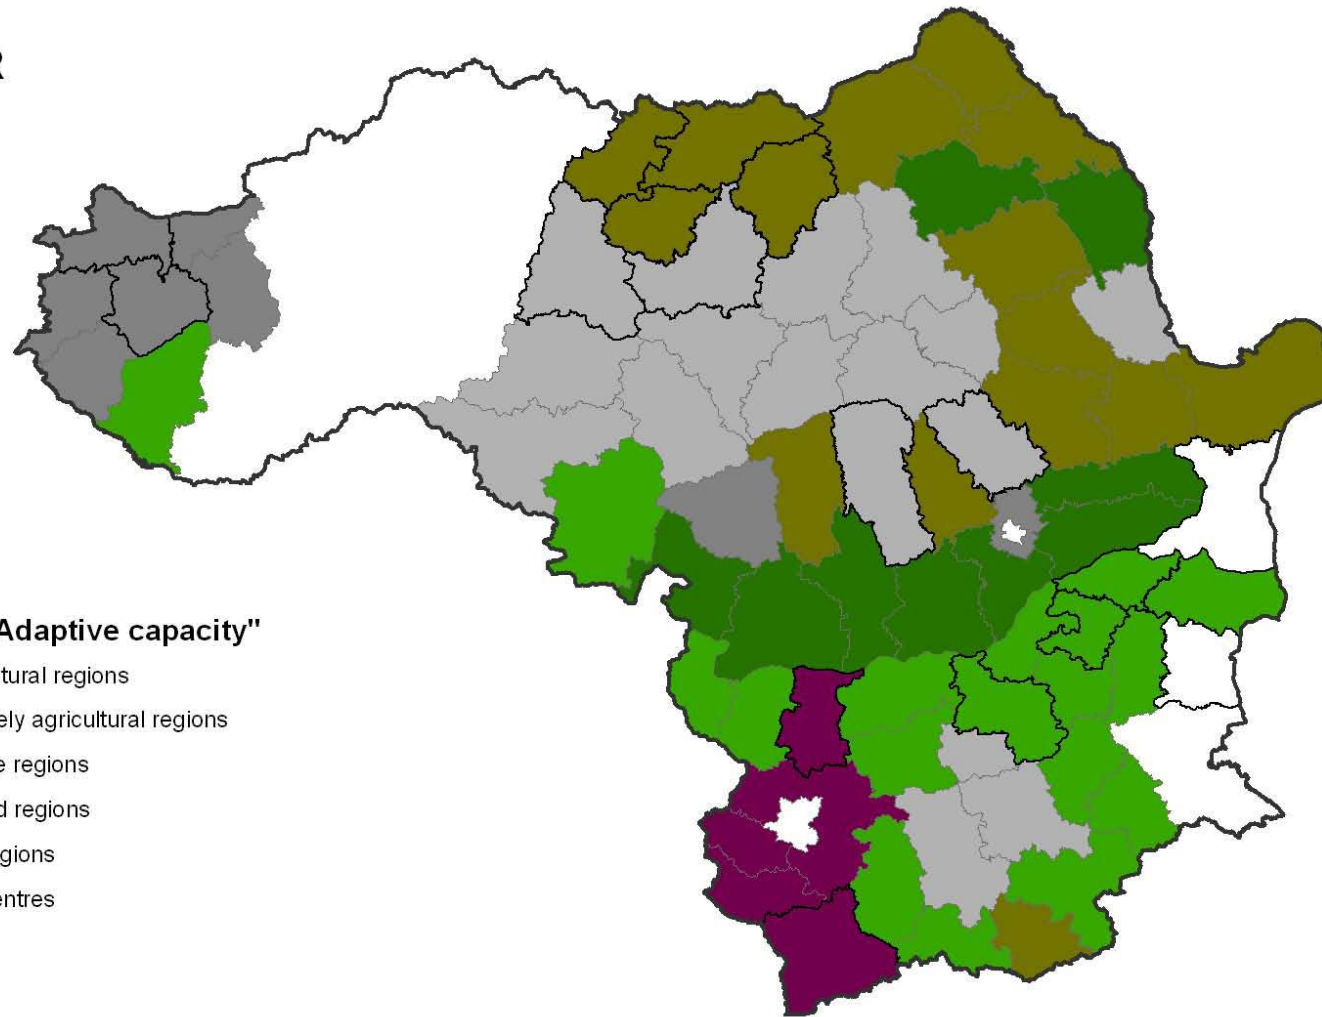 R
Adaptive capacity"
tural regions
ely agricultural regions
e regions
d regions
gions
entres